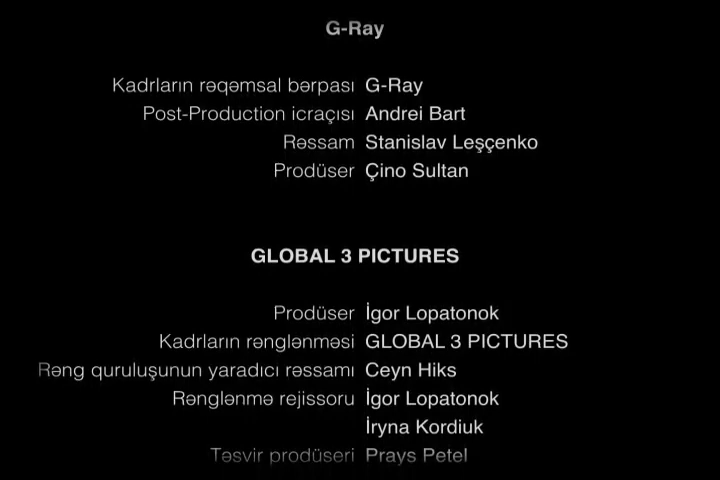 G-Ray
Kadrların rəqəmsal bərpası G-Ray
Post-Production icraçısı Andrei Bart
Rəssam Stanislav Leşçenko
Prodüser Çino Sultan
GLOBAL 3 PICTURES
Prodüser İgor Lopatonok
Kadrların rənglənməsi GLOBAL 3 PICTURES
Rəng quruluşunun yaradıcı rəssamı Ceyn Hiks
Rənglənmə rejissoru İgor Lopatonok
İryna Kordiuk
Təsvir prodüseri Prays Petel